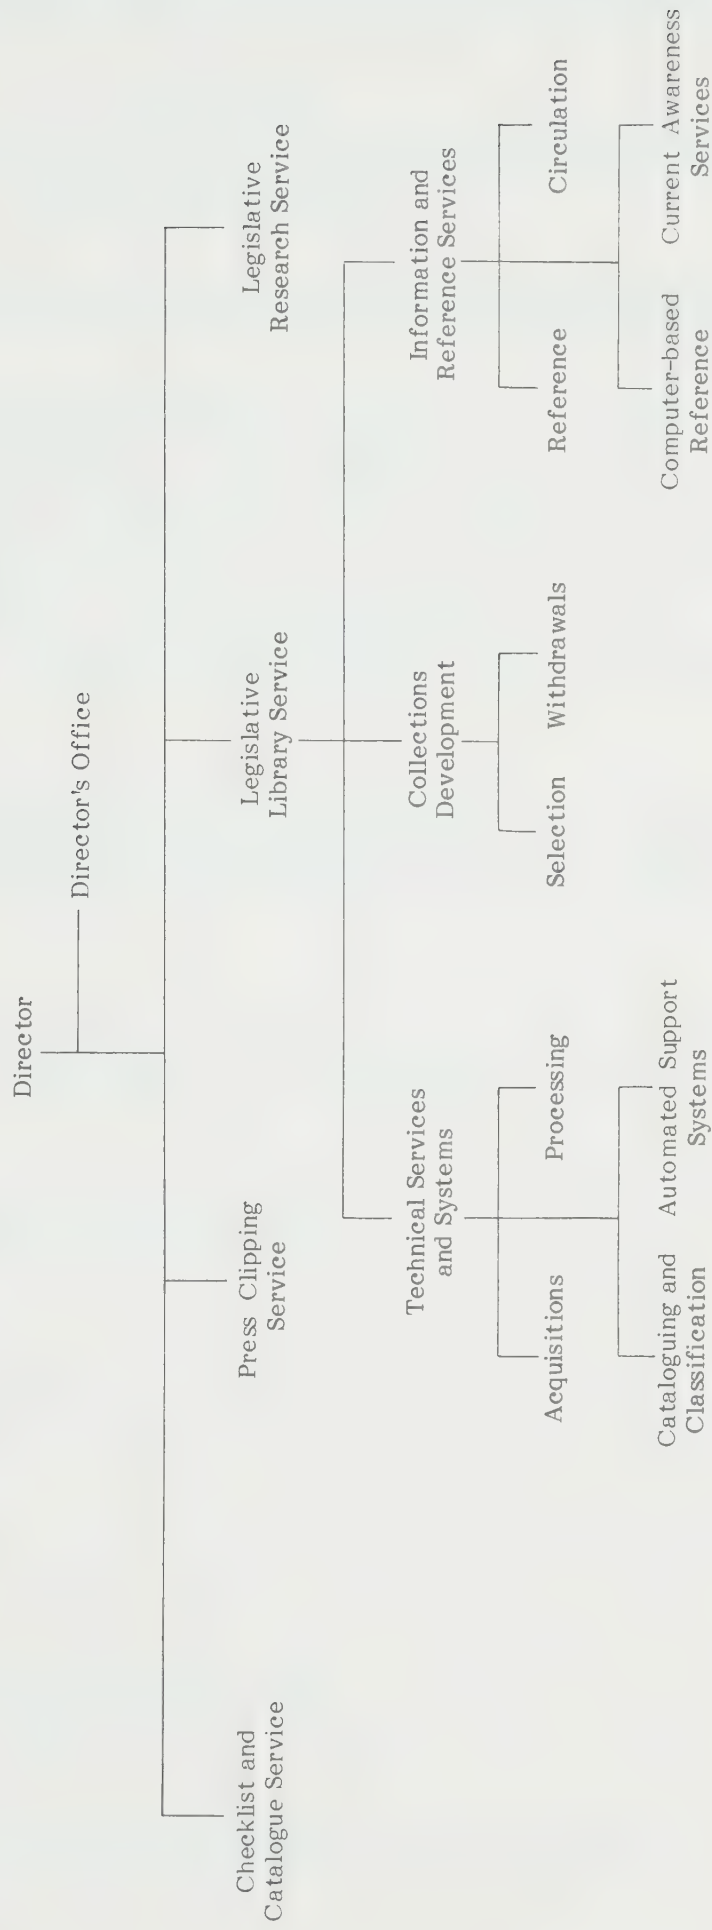 Director
Director's Office
Checklist and
Catalogue Service
Press Clipping
Service
Legislative
Library Service
Legislative
Research Service
Technical Services
and Systems
Collections
Development
Information and
Reference Services
Acquisitions
Processing
Selection
Withdrawals
Reference
Circulation
Cataloguing and
Classification
Automated Support
Systems
Computer-based
Reference
Current Awareness
Services